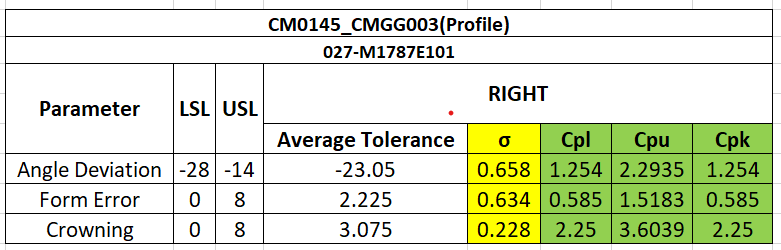 CM0145_CMGG003(Profile)
027-M1787E101
Parameter LSL USL RIGHT
Average Tolerance σ Cpl Cpu Cpk
Angle Deviation -28 -14 -23.05 0.658 1.254 2.2935 1.254
Form Error 0 8 2.225 0.634 0.585 1.5183 0.585
Crowning 0 8 3.075 0.228 2.25 3.6039 2.25